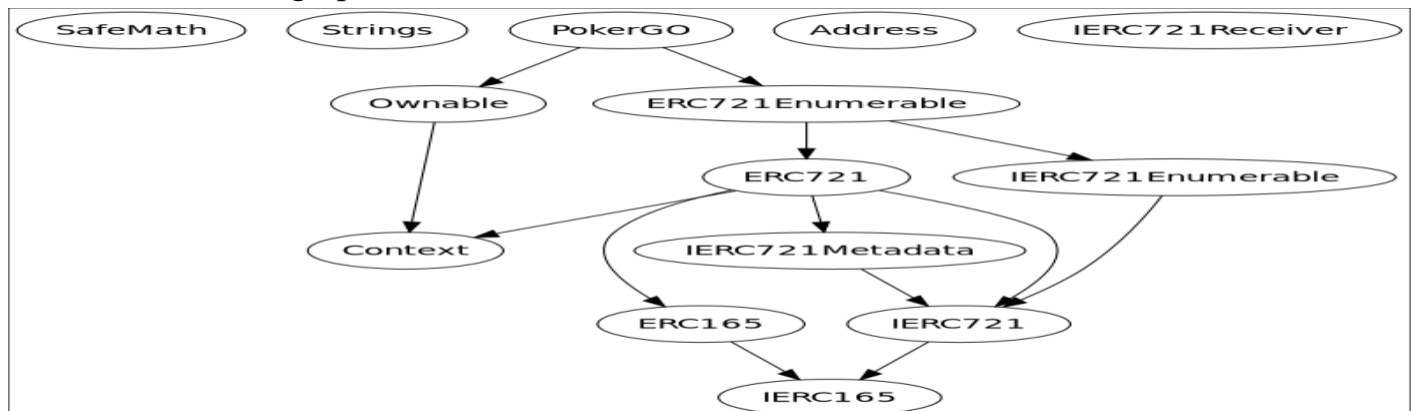 SafeMath Strings PokerGO Address IERC721Receiver
Ownable ERC721Enumerable
ERC721 IERC721Enumerable
Context IERC721Metadata
ERC165 IERC721
IERC165